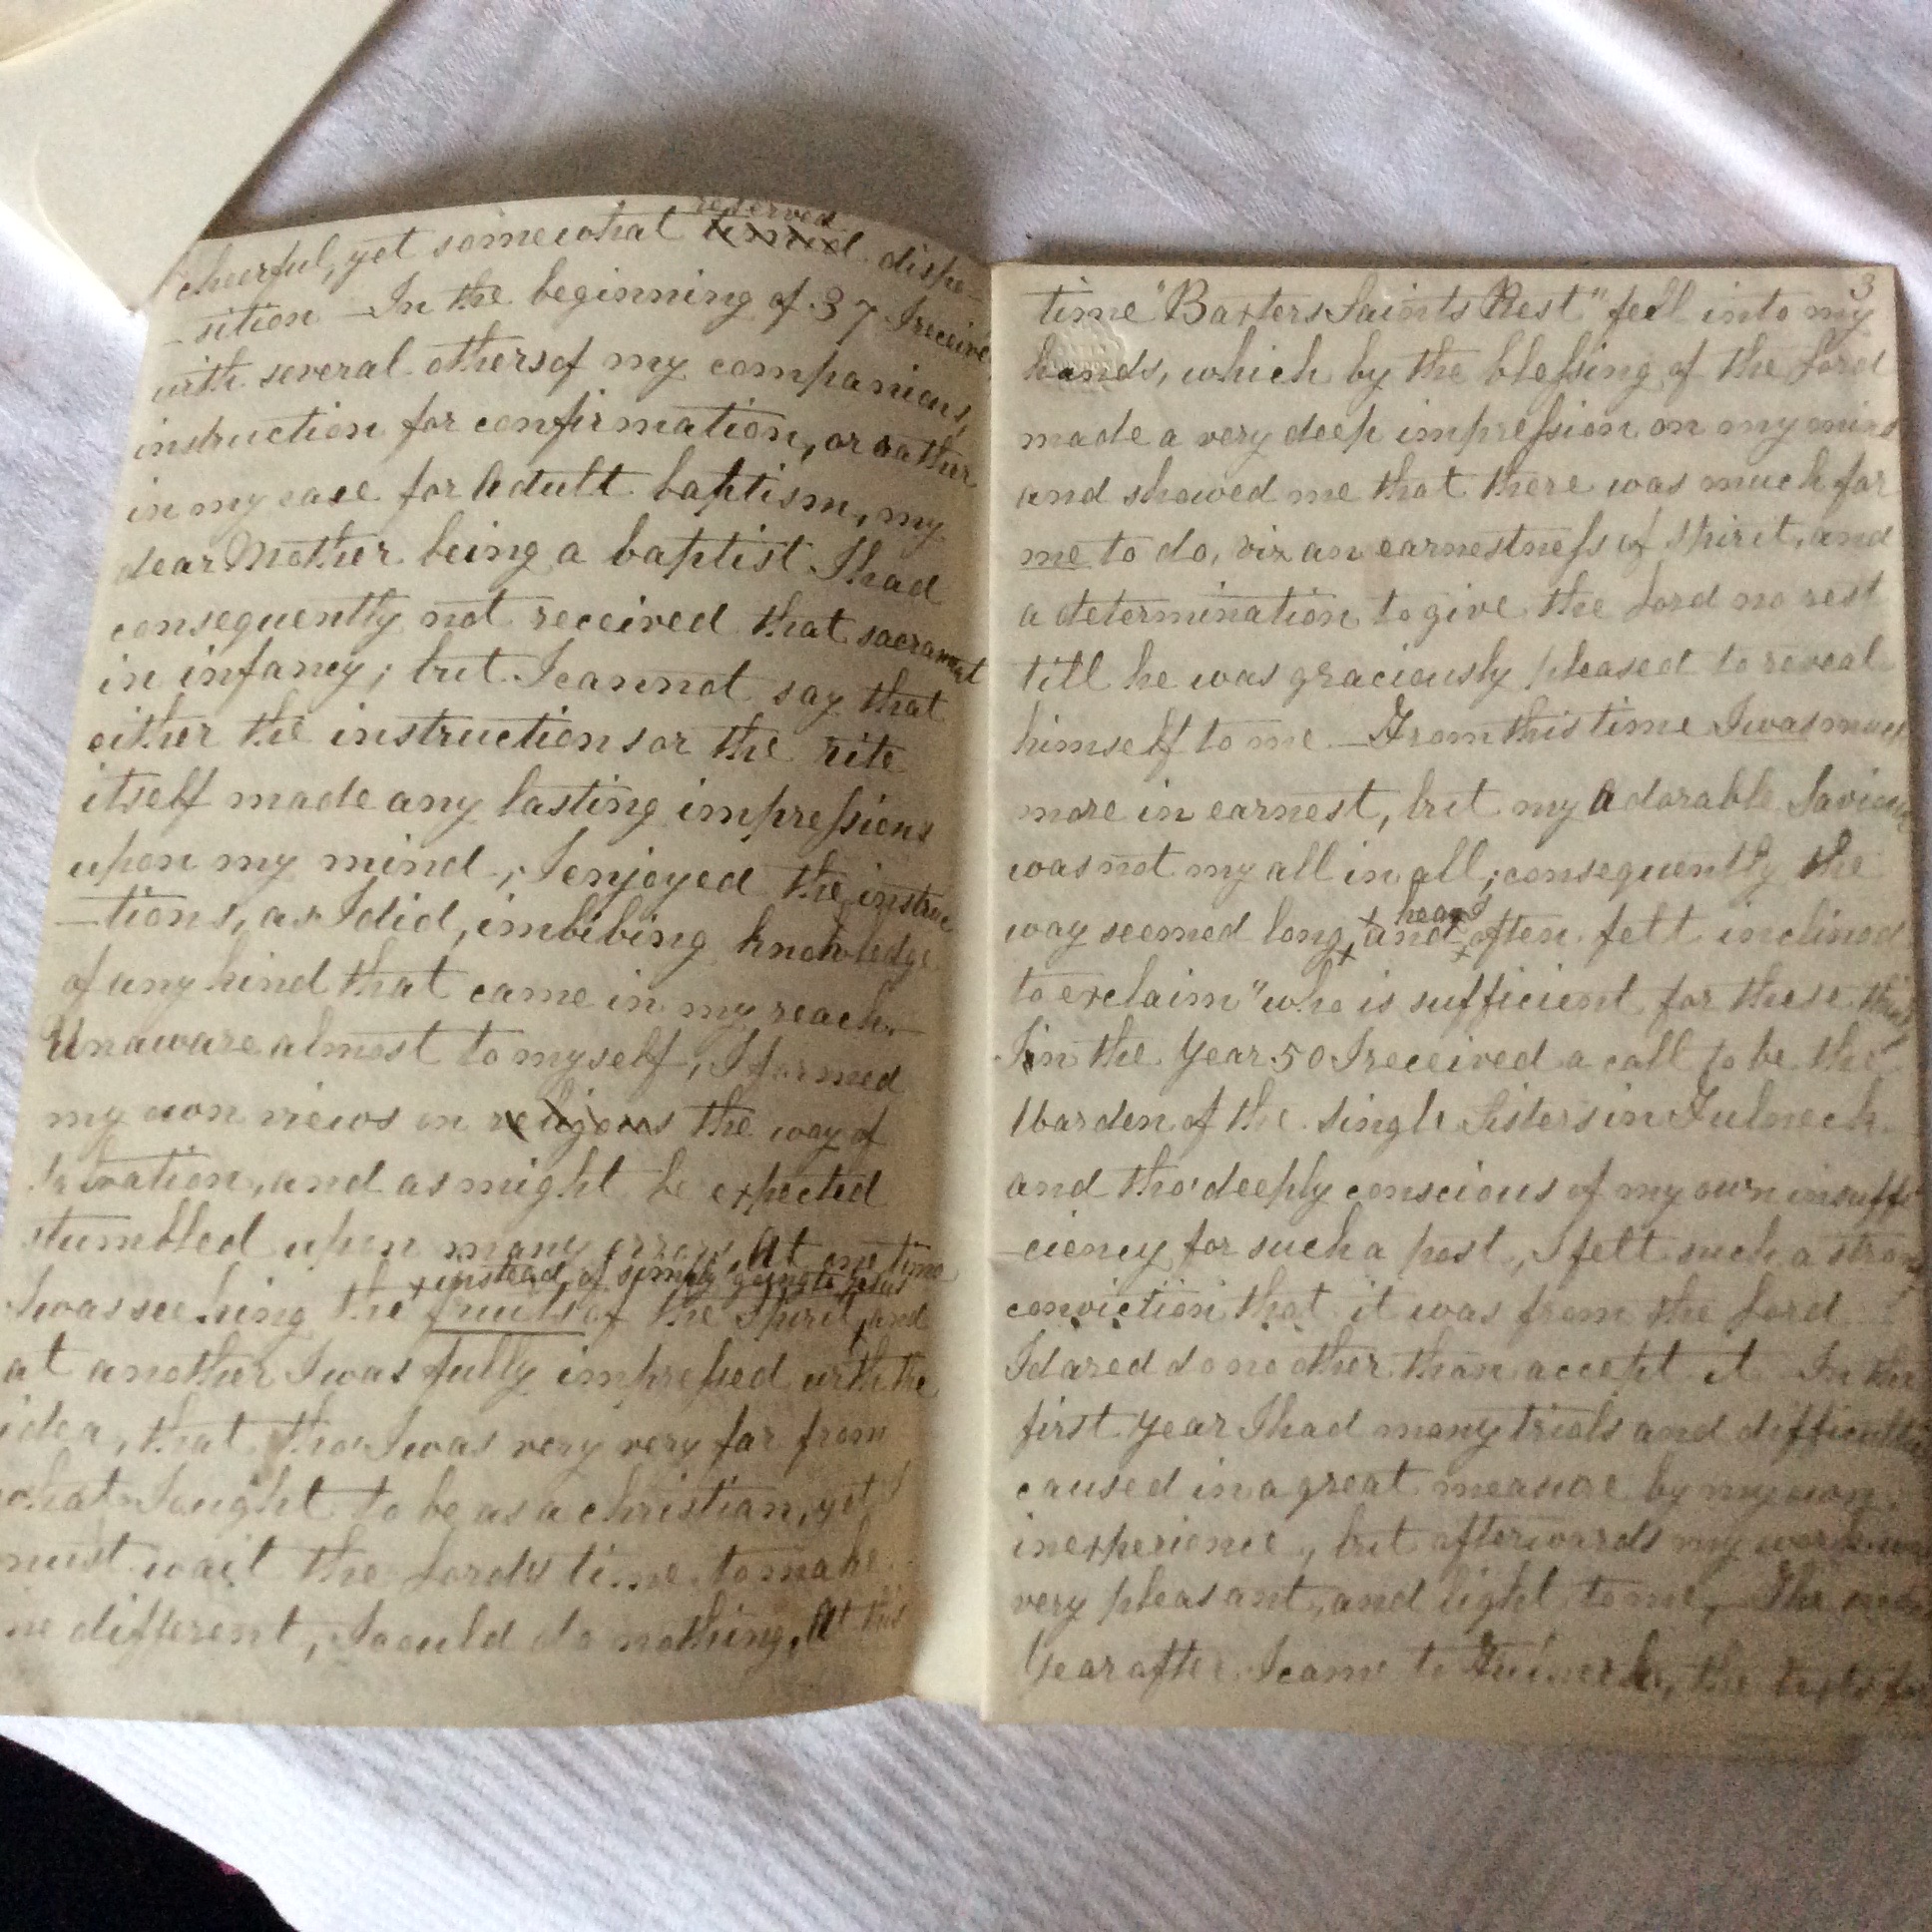 cheerful, yet somewhat timid reserved dispo-
-sition - In the beginning of 37 I receive
with several others of my companions,
instruction for confirmation, or rather
in my case for Adult baptism, my
dear Mother being a baptist I had
consequently not received that sacrament
in infancy; but I cannot say that
either the instructions or the rite
itself made any lasting impressions
upon my mind; I enjoyed the instruc
-tions, as I did, imbibing knowledge
of any kind that came in my reach.-
Unaware almost to myself, I formed
my own views on religious the way of
salvation, and as might be expected
stumbled upon many errors. At one time
+ instead of simply going to Jesus
I was seeking the fruits of the Spirit, and
at another I was fully impressed with the
idea, that tho' I was very very far from
what I ought to be as a christian, yet I
must wait the Lords time to make
me different, I could do nothing. At this
3
time "Baxters Saints Rest" fell into my
hands, which by the blessing of the Lord
made a very deep impression on my mind
and showed me that there was much for
me to do, viz an earnestness of spirit, and
a determination to give the Lord no rest
till he was graciously pleased to reveal
himself to me. - From this time I was much
more in earnest, but my Adorable Saviour
was not my all in all; consequently the
way seemed long, + and + often felt inclined
to exclaim "who is sufficient for these things
In the Year 50 I received a call to be the
Warden of the Single Sisters in Fulneck
and tho' deeply conscious of my own insuffi
-ciency for such a post, I felt such a strong
conviction that it was from the Lord
I dared do no other than accept it In the
first Year I had many trials and difficulties
caused in a great measure by my own
inexperience, but afterwards my work was
very pleasant, and light to me, - The
Year after I came to Fulneck, the texts for